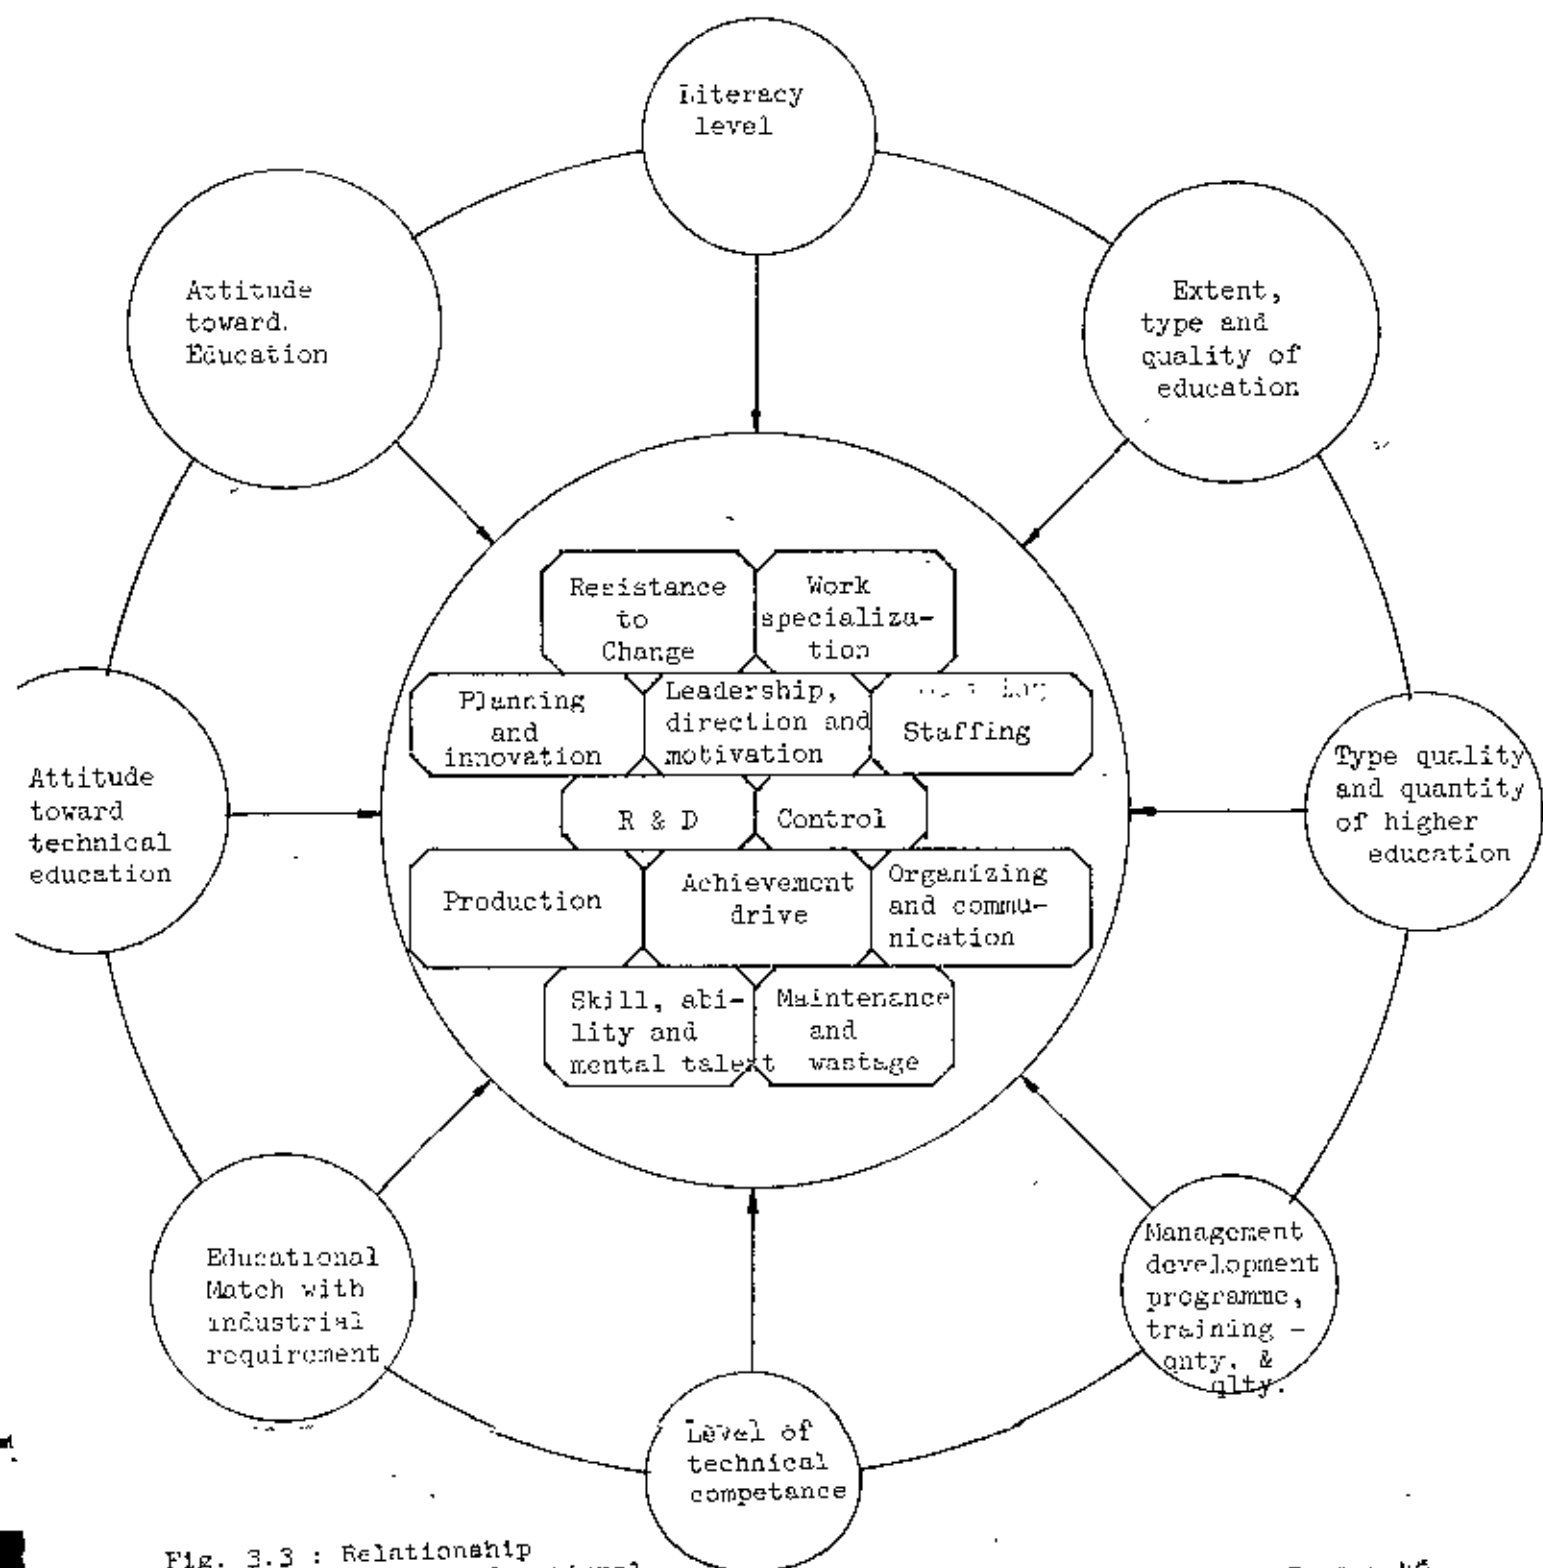 Literacy
level
Attitude
toward
Education
Extent,
type and
quality of
education
Resistance
to
Change
Work
specializa-
tion
Planning
and
innovation
Leadership,
direction and
motivation
Staffing
Attitude
toward
technical
education
R & D
Control
Type quality
and quantity
of higher
education
Production
Achievement
drive
Organizing
and commu-
nication
Skill, abi-
lity and
mental talent
Maintenance
and
wastage
Educational
Match with
industrial
requirement
Management
development
programme,
training -
qnty. &
qlty.
Level of
technical
competance
Fig. 3.3 : Relationship